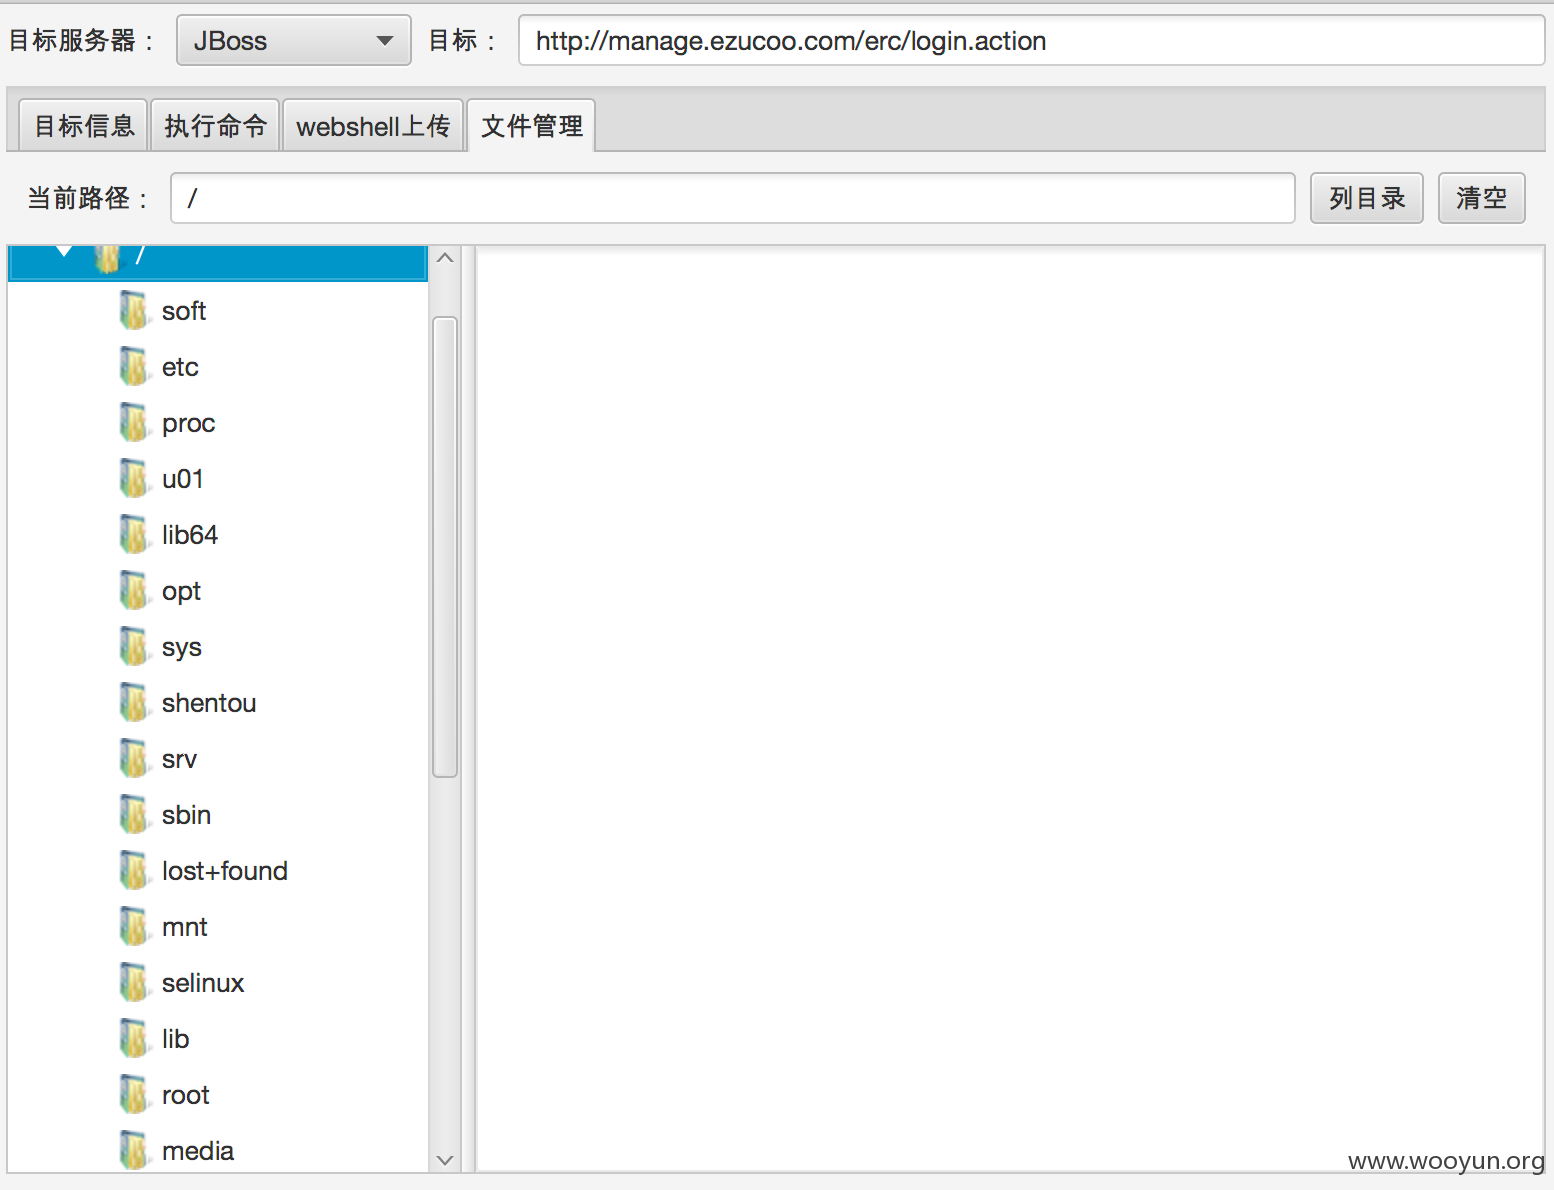 目标服务器： JBoss 目标： http://manage.ezucoo.com/erc/login.action
目标信息 执行命令 webshell上传 文件管理
当前路径： / 列目录 清空
/
soft
etc
proc
u01
lib64
opt
sys
shentou
srv
sbin
lost+found
mnt
selinux
lib
root
media
www.wooyun.org